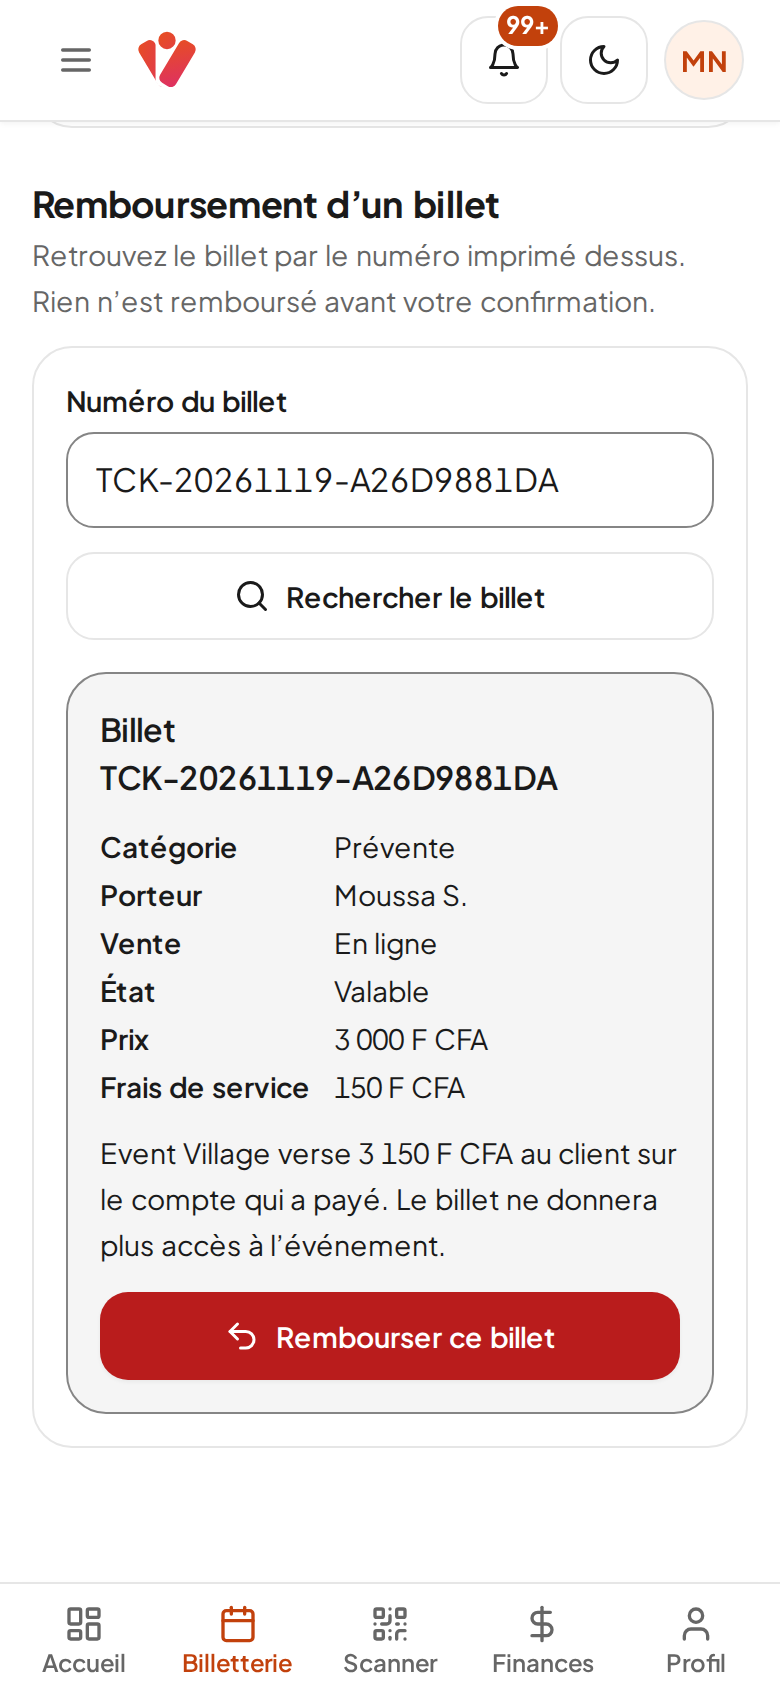 99+
MN
Remboursement d’un billet
Retrouvez le billet par le numéro imprimé dessus.
Rien n’est remboursé avant votre confirmation.
Numéro du billet
TCK-20261119-A26D9881DA
Rechercher le billet
Billet
TCK-20261119-A26D9881DA
Catégorie Prévente
Porteur Moussa S.
Vente En ligne
État Valable
Prix 3 000 F CFA
Frais de service 150 F CFA
Event Village verse 3 150 F CFA au client sur
le compte qui a payé. Le billet ne donnera
plus accès à l’événement.
Rembourser ce billet
Accueil Billetterie Scanner Finances Profil